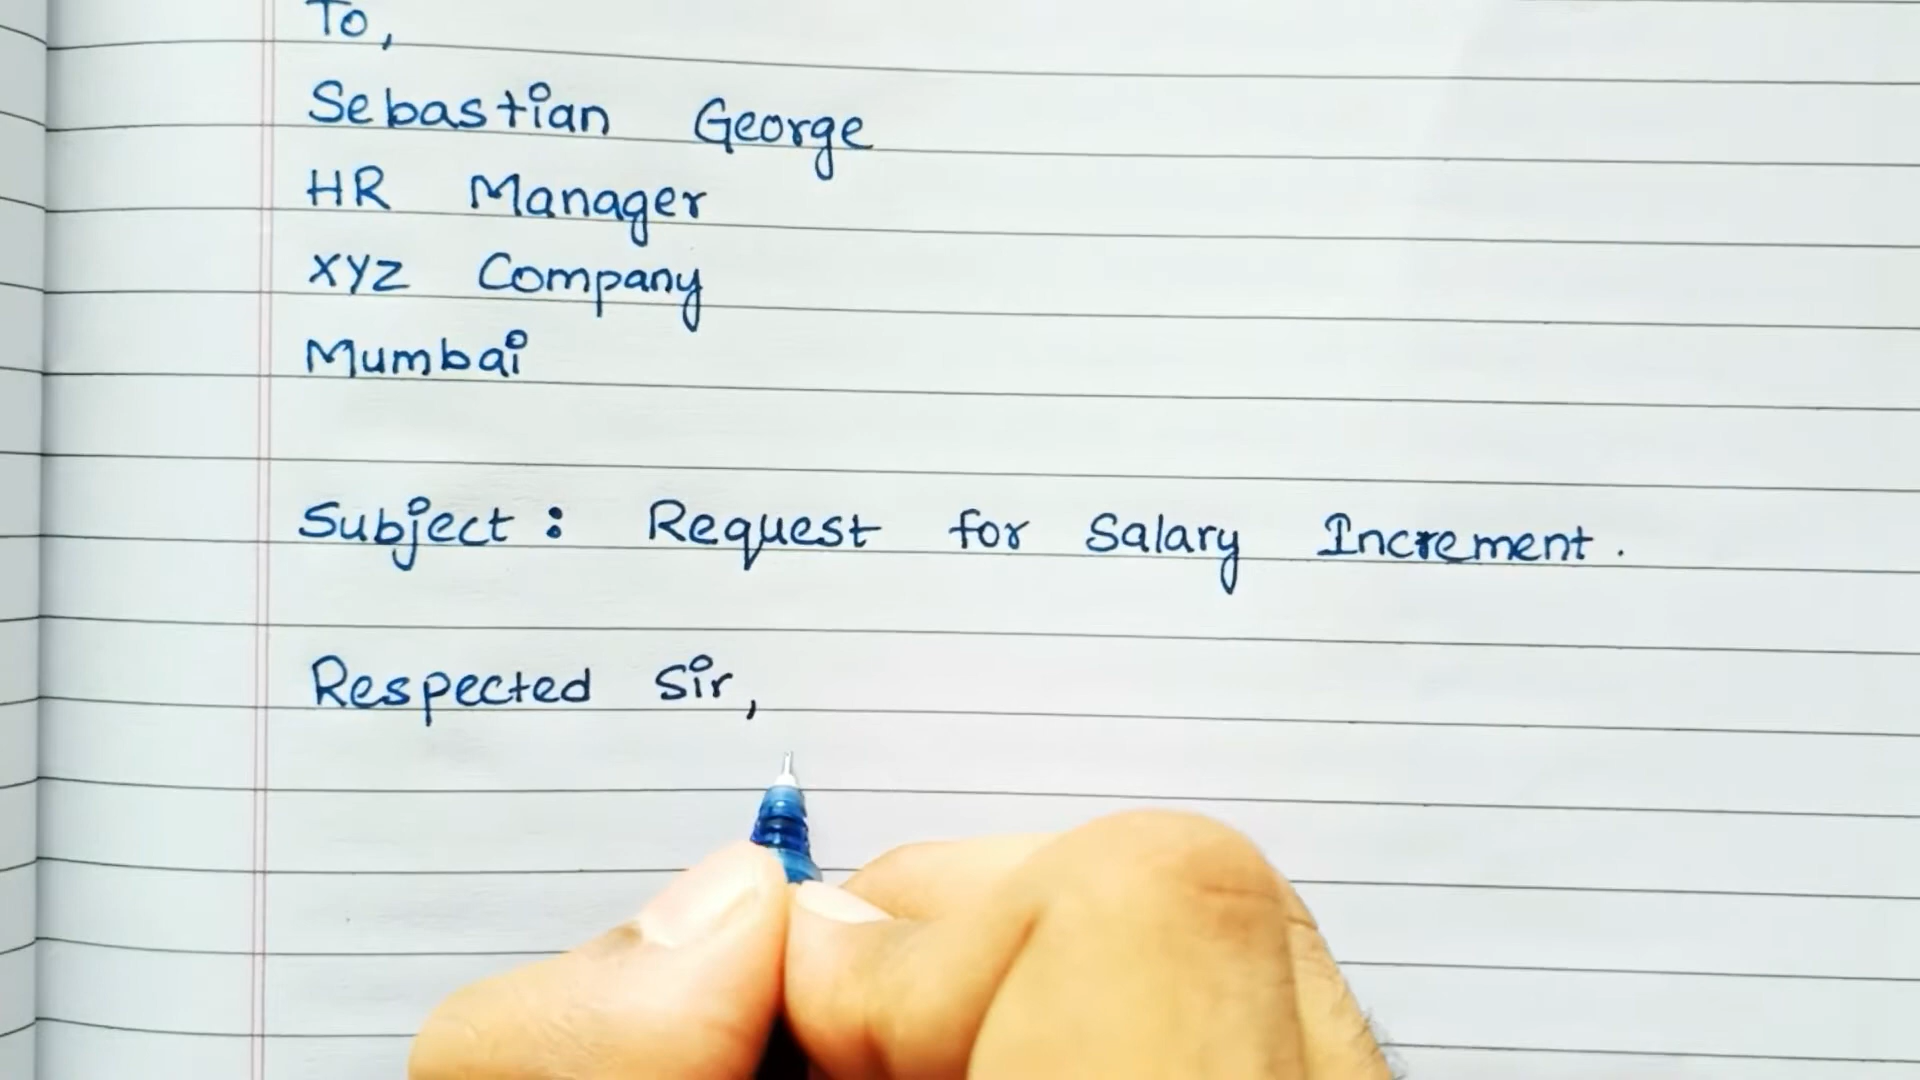 To,
Sebastian George
HR Manager
XYZ Company
Mumbai
Subject: Request for Salary Increment.
Respected Sir,